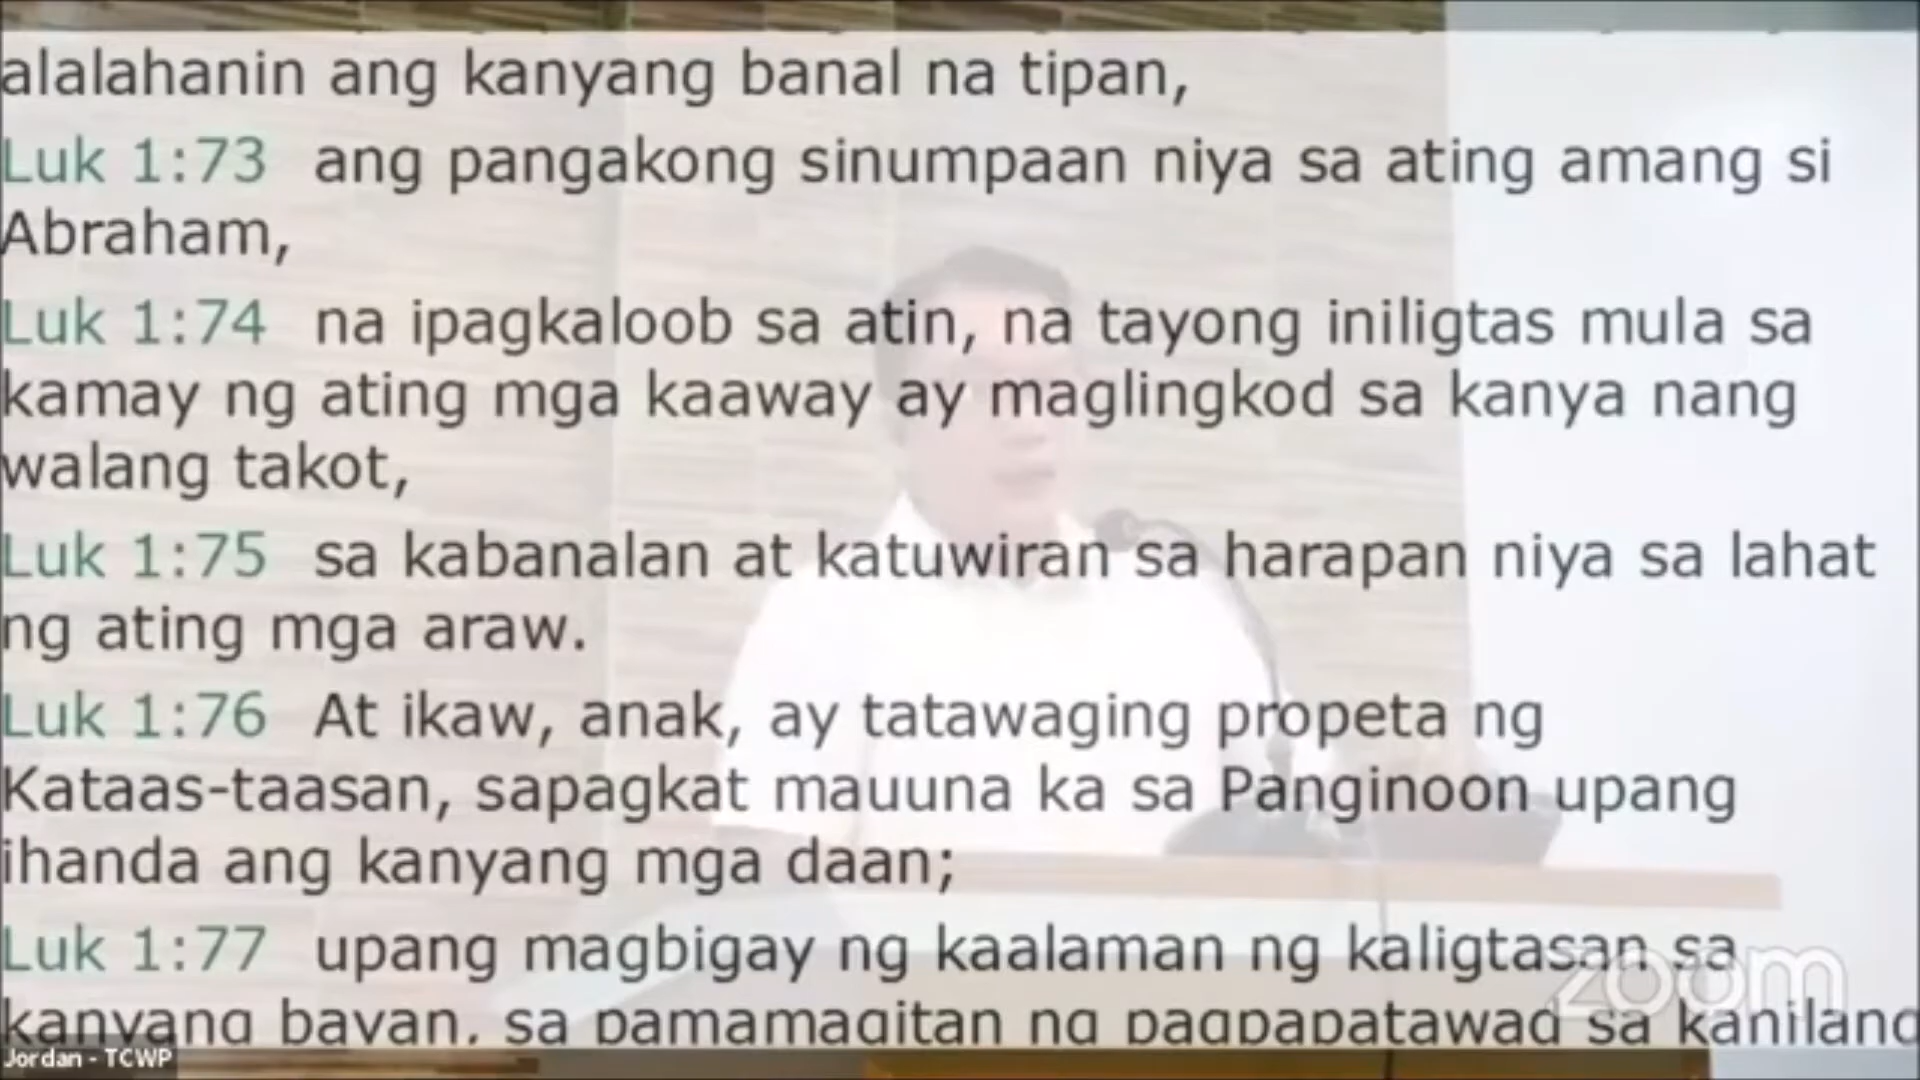 alalahanin ang kanyang banal na tipan,
Luk 1:73 ang pangakong sinumpaan niya sa ating amang si
Abraham,
Luk 1:74 na ipagkaloob sa atin, na tayong iniligtas mula sa
kamay ng ating mga kaaway ay maglingkod sa kanya nang
walang takot,
Luk 1:75 sa kabanalan at katuwiran sa harapan niya sa lahat
ng ating mga araw.
Luk 1:76 At ikaw, anak, ay tatawaging propeta ng
Kataas-taasan, sapagkat mauuna ka sa Panginoon upang
ihanda ang kanyang mga daan;
Luk 1:77 upang magbigay ng kaalaman ng kaligtasan sa
kanyang bayan, sa pamamagitan ng pagpapatawad sa kanilang
zoom
Jordan - TCWP